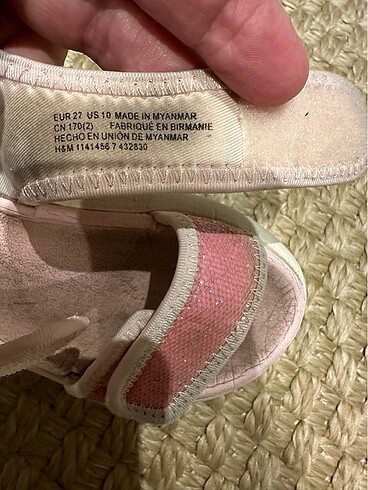 EUR 27 US 10 MADE IN MYANMAR
CN 170(2) FABRIQUÉ EN BIRMANIE
HECHO EN UNIÓN DE MYANMAR
H&M 1141456 7 432830